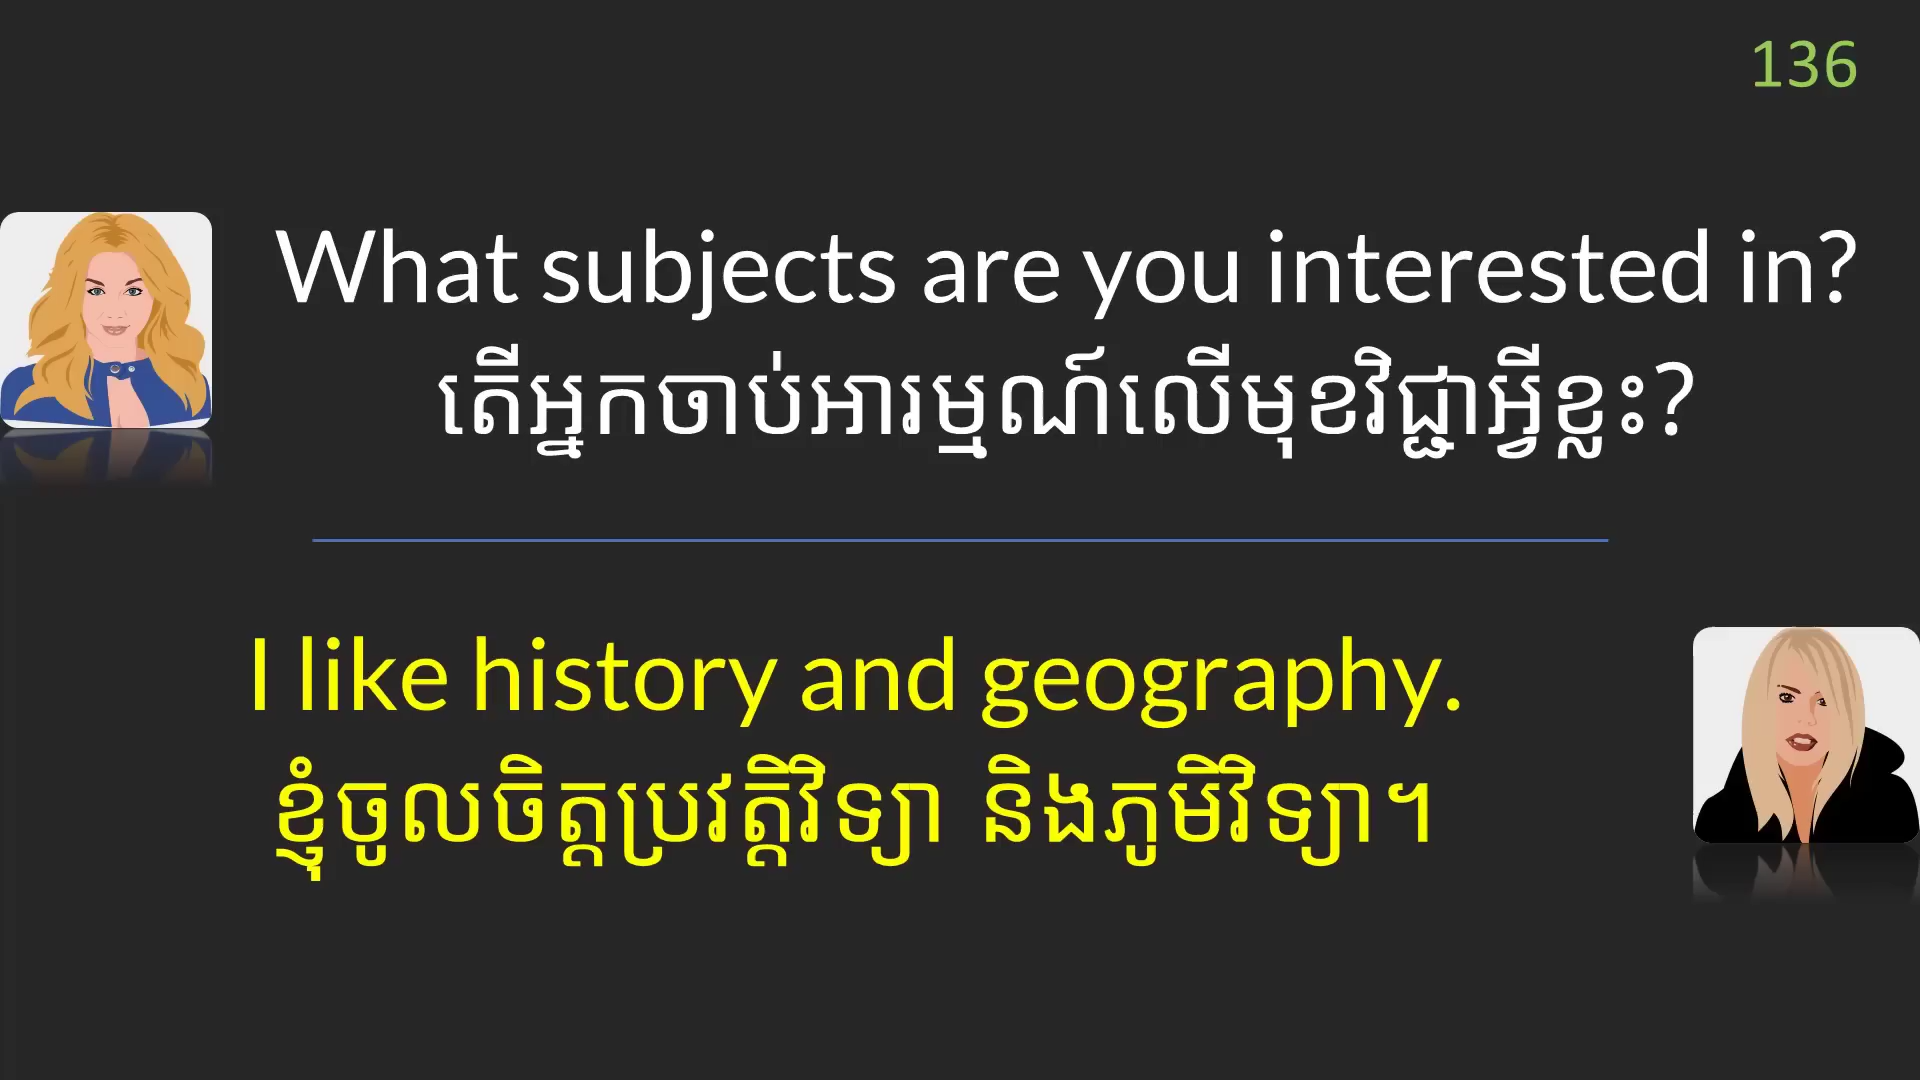 136
What subjects are you interested in?
តើអ្នកចាប់អារម្មណ៍លើមុខវិជ្ជាអ្វីខ្លះ?
I like history and geography.
ខ្ញុំចូលចិត្តប្រវត្តិវិទ្យា និងភូមិវិទ្យា។